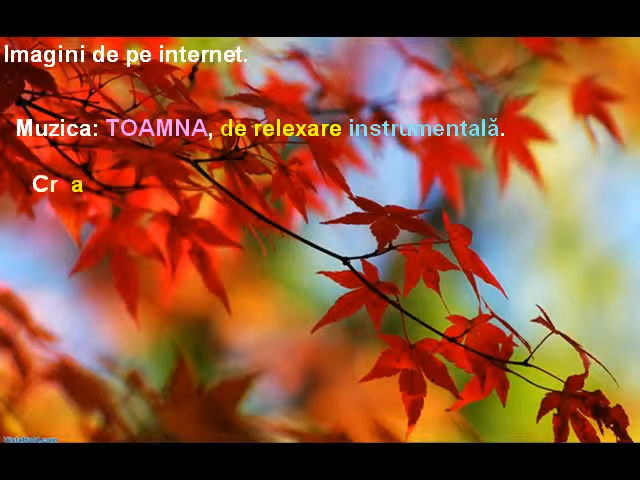 Imagini de pe internet.
Muzica: TOAMNA, de relexare instrumentală.
Cr a